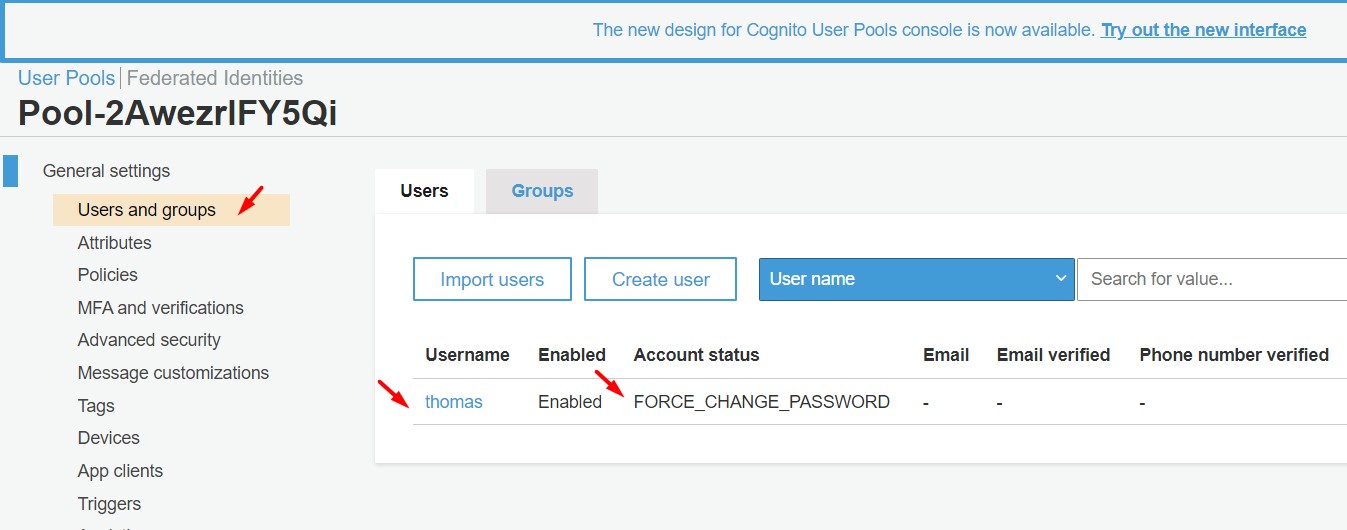 The new design for Cognito User Pools console is now available. Try out the new interface
User Pools | Federated Identities
Pool-2AwezrlFY5Qi
General settings
Users and groups
Attributes
Policies
MFA and verifications
Advanced security
Message customizations
Tags
Devices
App clients
Triggers
Users Groups
Import users Create user User name Search for value...
Username Enabled Account status Email Email verified Phone number verified
thomas Enabled FORCE_CHANGE_PASSWORD - - -